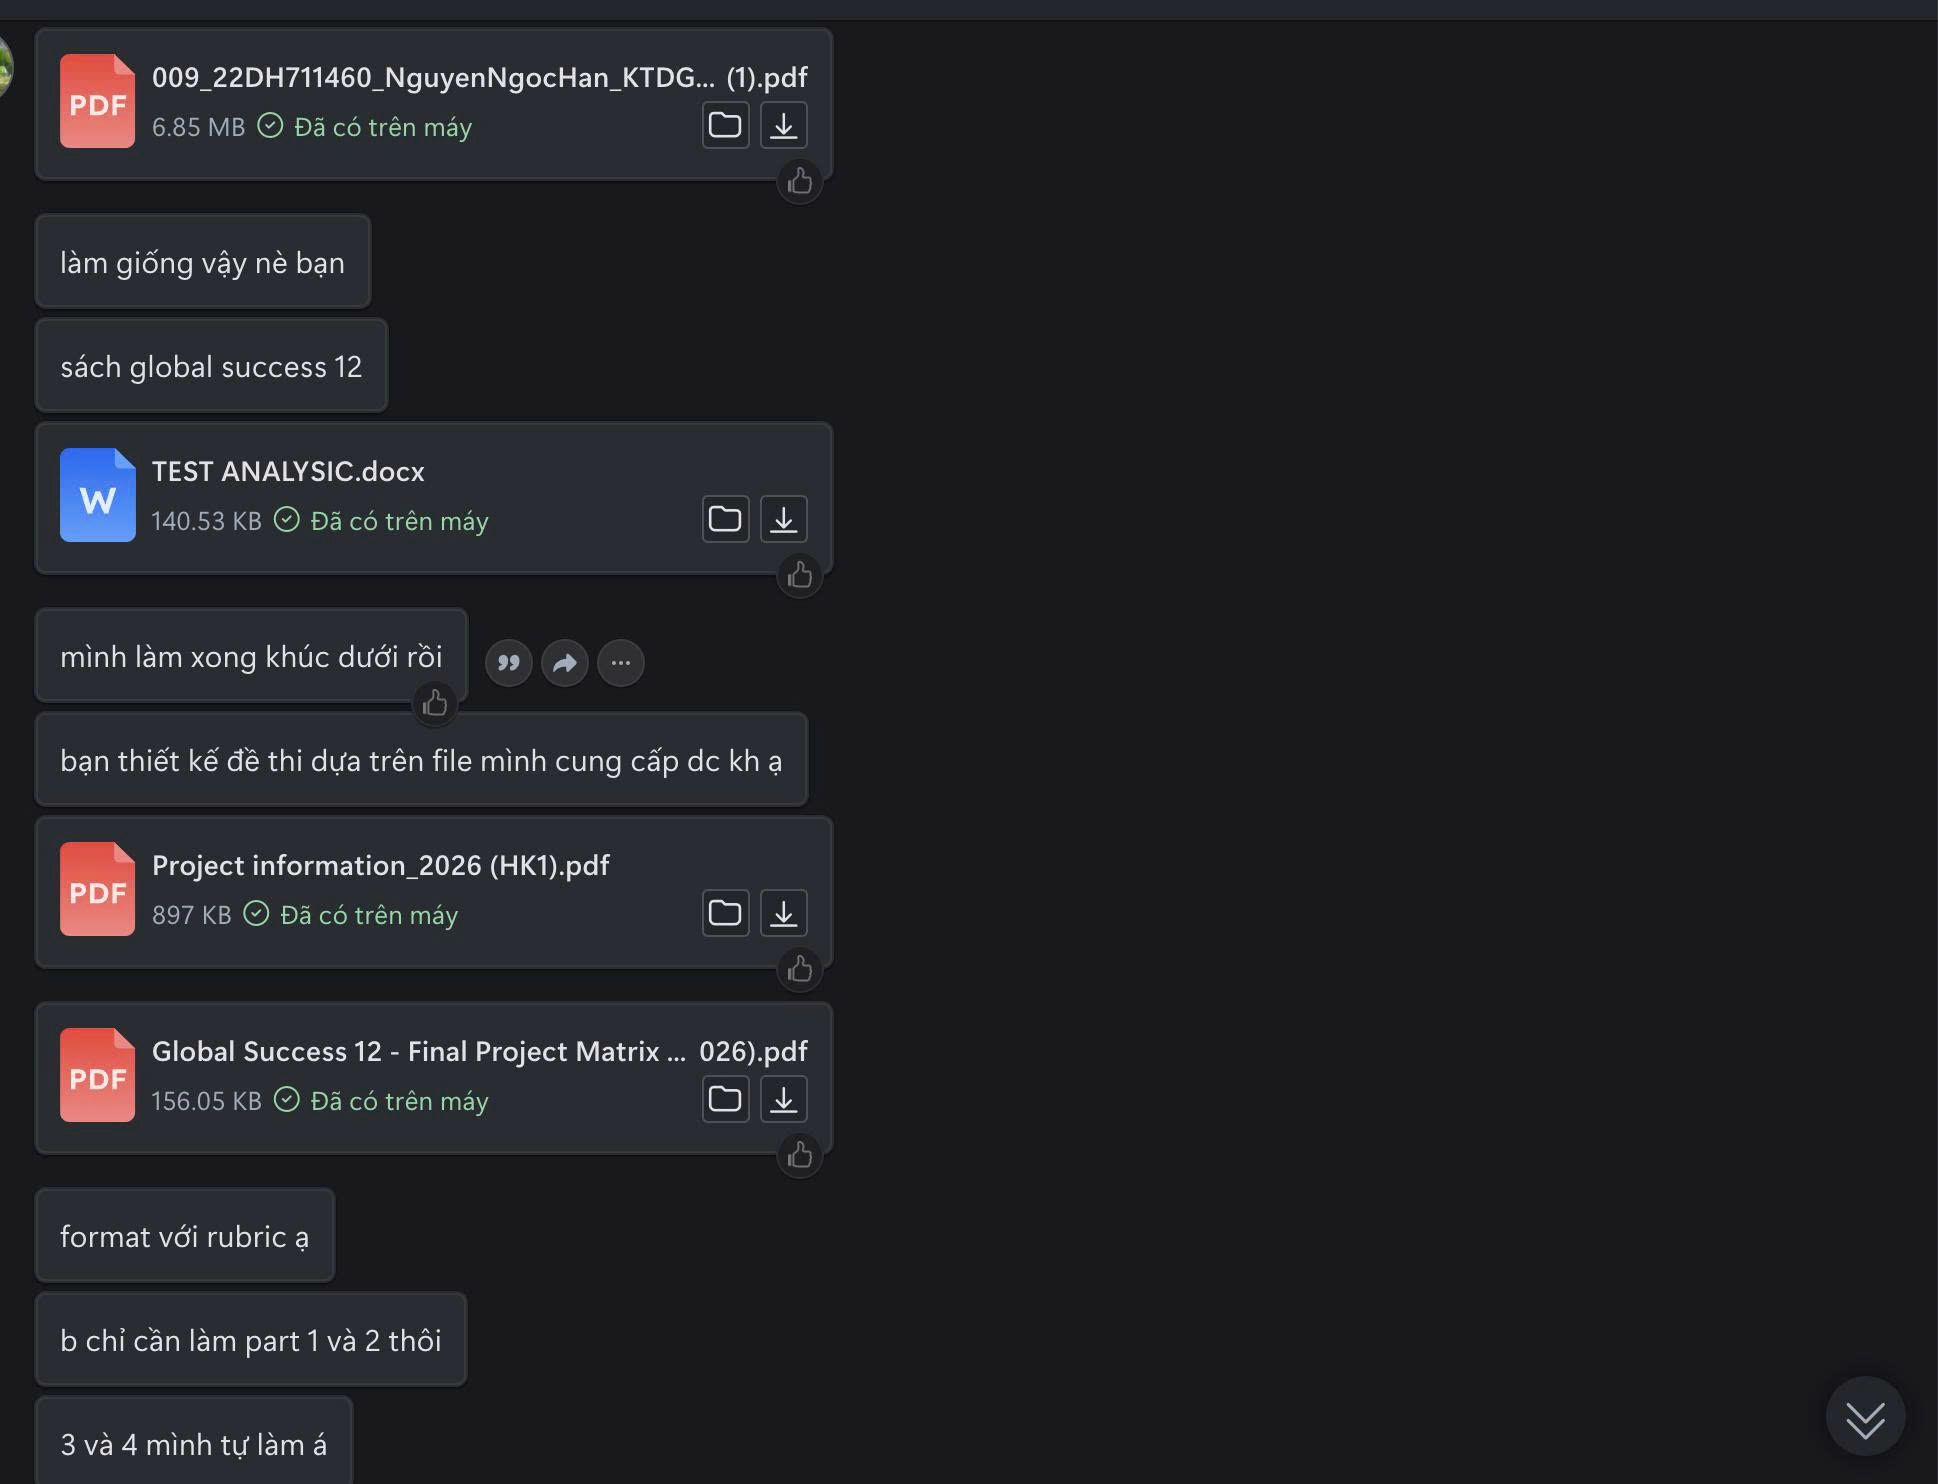 PDF
009_22DH711460_NguyenNgocHan_KTDG... (1).pdf
6.85 MB Đã có trên máy
làm giống vậy nè bạn
sách global success 12
W
TEST ANALYSIC.docx
140.53 KB Đã có trên máy
mình làm xong khúc dưới rồi
bạn thiết kế đề thi dựa trên file mình cung cấp dc kh ạ
PDF
Project information_2026 (HK1).pdf
897 KB Đã có trên máy
PDF
Global Success 12 - Final Project Matrix ... 026).pdf
156.05 KB Đã có trên máy
format với rubric ạ
b chỉ cần làm part 1 và 2 thôi
3 và 4 mình tự làm á